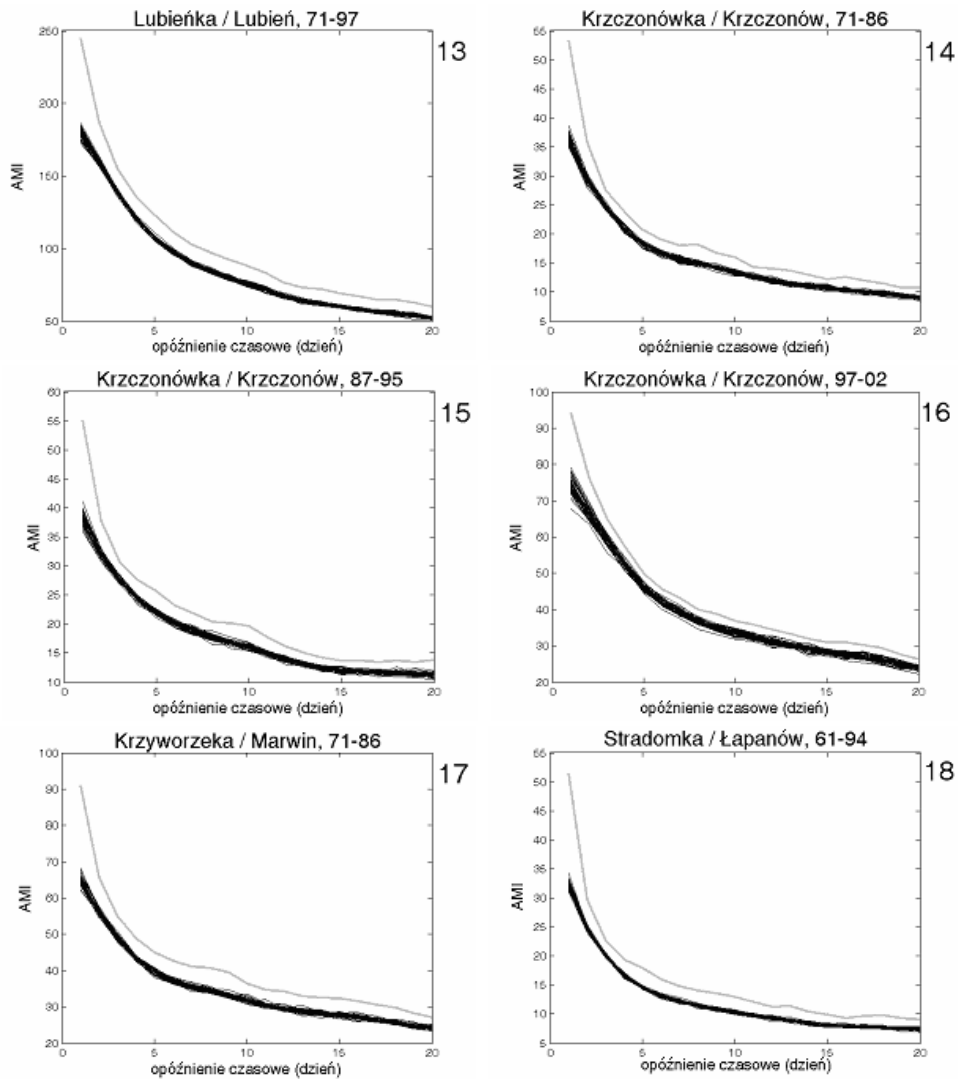 Lubieńka / Lubień, 71-97
13
250
200
150
100
50
AMI
0 5 10 15 20
opóźnienie czasowe (dzień)
Krzczonówka / Krzczonów, 71-86
14
55
50
45
40
35
30
25
20
15
10
5
AMI
0 5 10 15 20
opóźnienie czasowe (dzień)
Krzczonówka / Krzczonów, 87-95
15
60
55
50
45
40
35
30
25
20
15
10
AMI
0 5 10 15 20
opóźnienie czasowe (dzień)
Krzczonówka / Krzczonów, 97-02
16
100
90
80
70
60
50
40
30
20
AMI
0 5 10 15 20
opóźnienie czasowe (dzień)
Krzyworzeka / Marwin, 71-86
17
100
90
80
70
60
50
40
30
20
AMI
0 5 10 15 20
opóźnienie czasowe (dzień)
Stradomka / Łapanów, 61-94
18
55
50
45
40
35
30
25
20
15
10
5
AMI
0 5 10 15 20
opóźnienie czasowe (dzień)